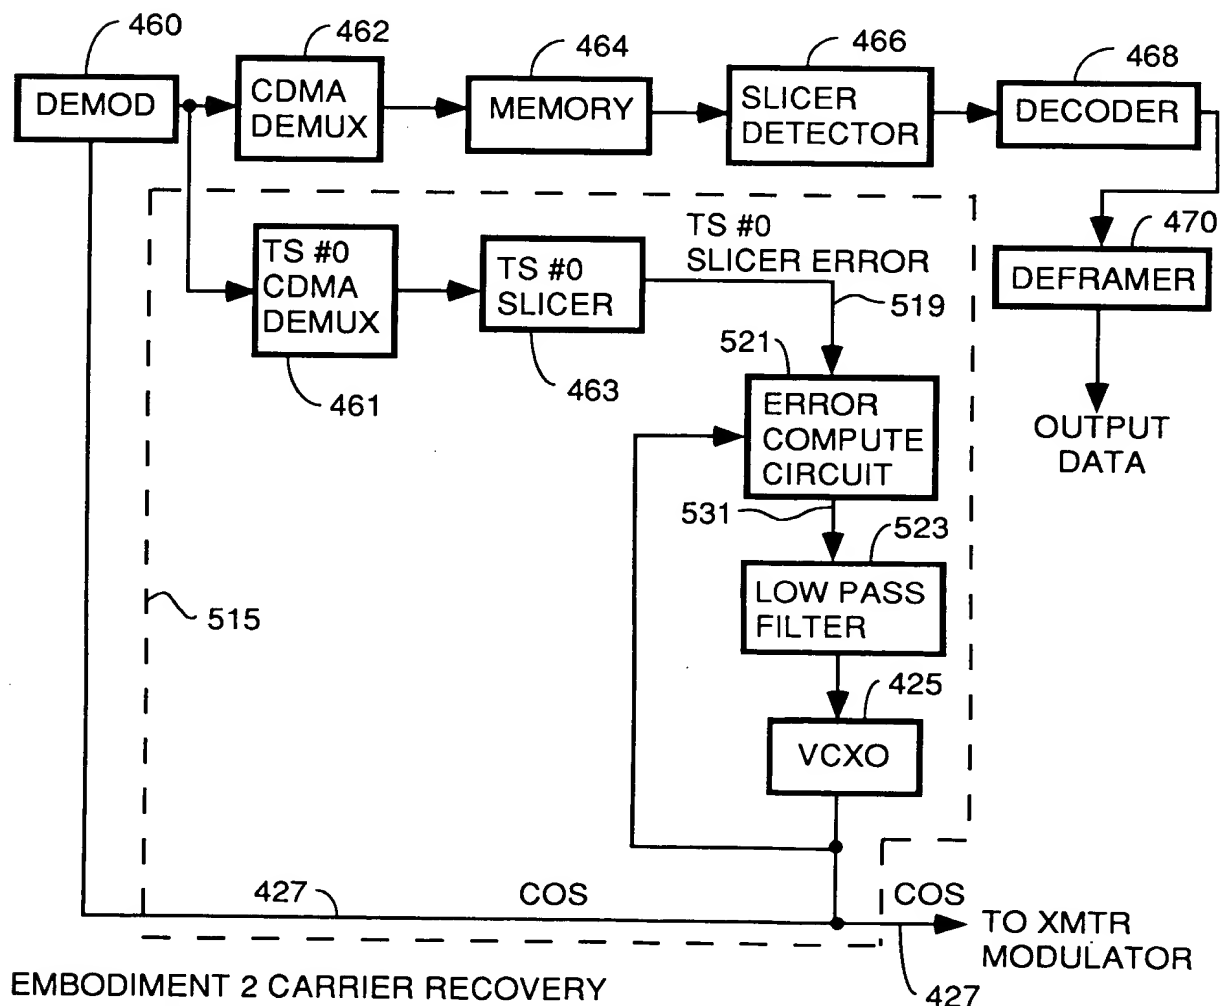 460
462
464
466
468
DEMOD
CDMA
DEMUX
MEMORY
SLICER
DETECTOR
DECODER
TS #0
CDMA
DEMUX
461
TS #0
SLICER
463
TS #0
SLICER ERROR
519
470
DEFRAMER
OUTPUT
DATA
521
ERROR
COMPUTE
CIRCUIT
531
523
LOW PASS
FILTER
515
425
VCXO
427
COS
COS
TO XMTR
MODULATOR
427
EMBODIMENT 2 CARRIER RECOVERY